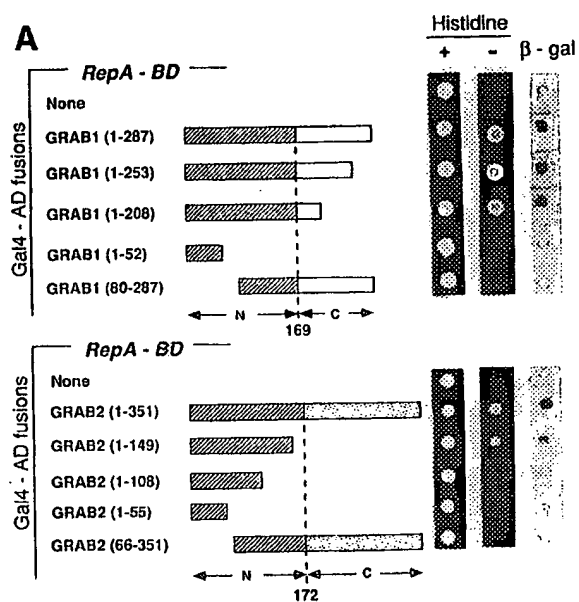 A
Histidine
+ - β - gal
RepA - BD
Gal4 - AD fusions
None
GRAB1 (1-287)
GRAB1 (1-253)
GRAB1 (1-208)
GRAB1 (1-52)
GRAB1 (80-287)
N C
169
RepA - BD
Gal4 - AD fusions
None
GRAB2 (1-351)
GRAB2 (1-149)
GRAB2 (1-108)
GRAB2 (1-55)
GRAB2 (66-351)
N C
172